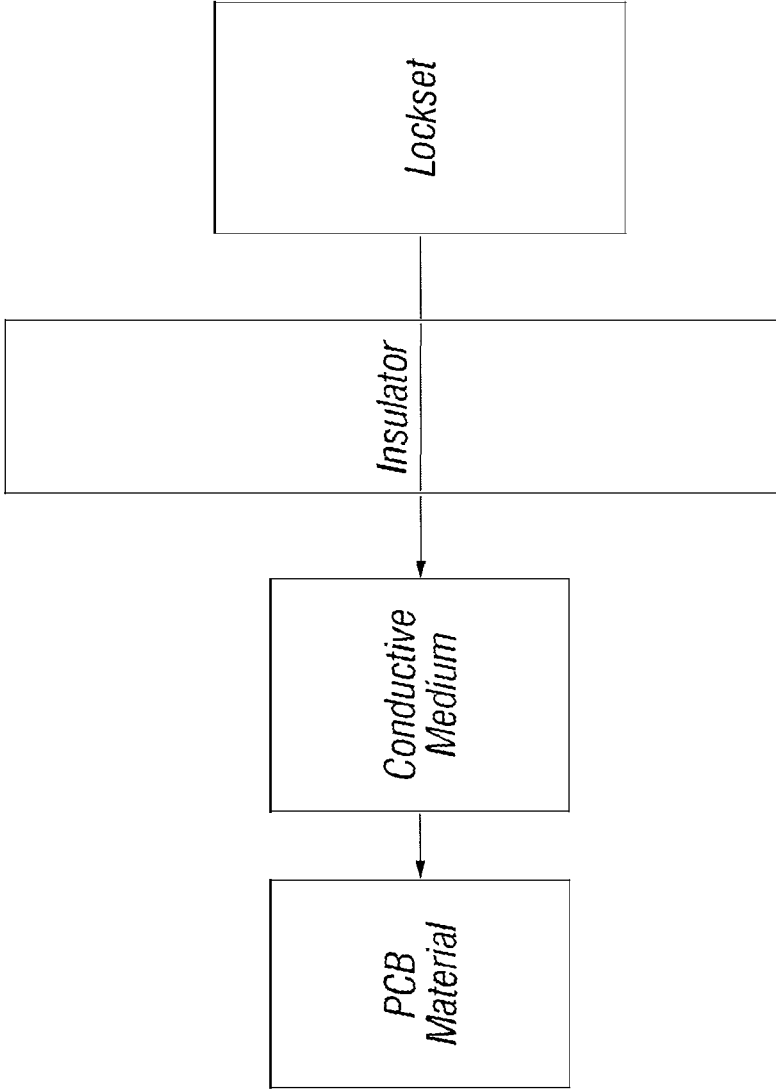 PCB
Material
Conductive
Medium
Insulator
Lockset